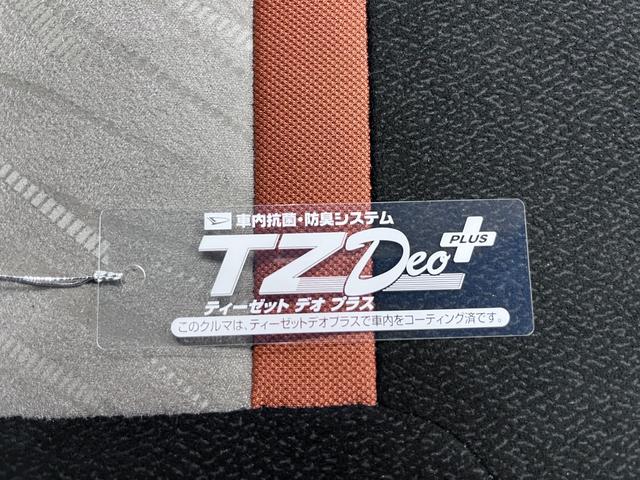 車内抗菌・防臭システム
TZ Deo PLUS
ティーゼット デオ プラス
このクルマは、ティーゼットデオプラスで車内をコーティング済です。